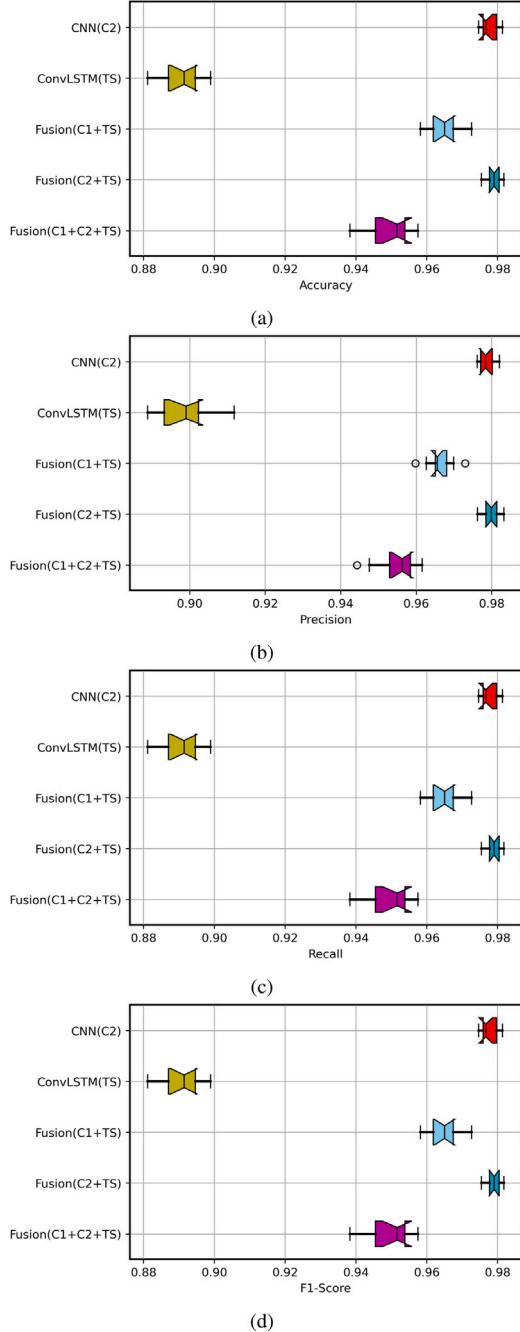 CNN(C2)
ConvLSTM(TS)
Fusion(C1+TS)
Fusion(C2+TS)
Fusion(C1+C2+TS)
0.88 0.90 0.92 0.94 0.96 0.98
Accuracy
(a)
CNN(C2)
ConvLSTM(TS)
Fusion(C1+TS)
Fusion(C2+TS)
Fusion(C1+C2+TS)
0.90 0.92 0.94 0.96 0.98
Precision
(b)
CNN(C2)
ConvLSTM(TS)
Fusion(C1+TS)
Fusion(C2+TS)
Fusion(C1+C2+TS)
0.88 0.90 0.92 0.94 0.96 0.98
Recall
(c)
CNN(C2)
ConvLSTM(TS)
Fusion(C1+TS)
Fusion(C2+TS)
Fusion(C1+C2+TS)
0.88 0.90 0.92 0.94 0.96 0.98
F1-Score
(d)